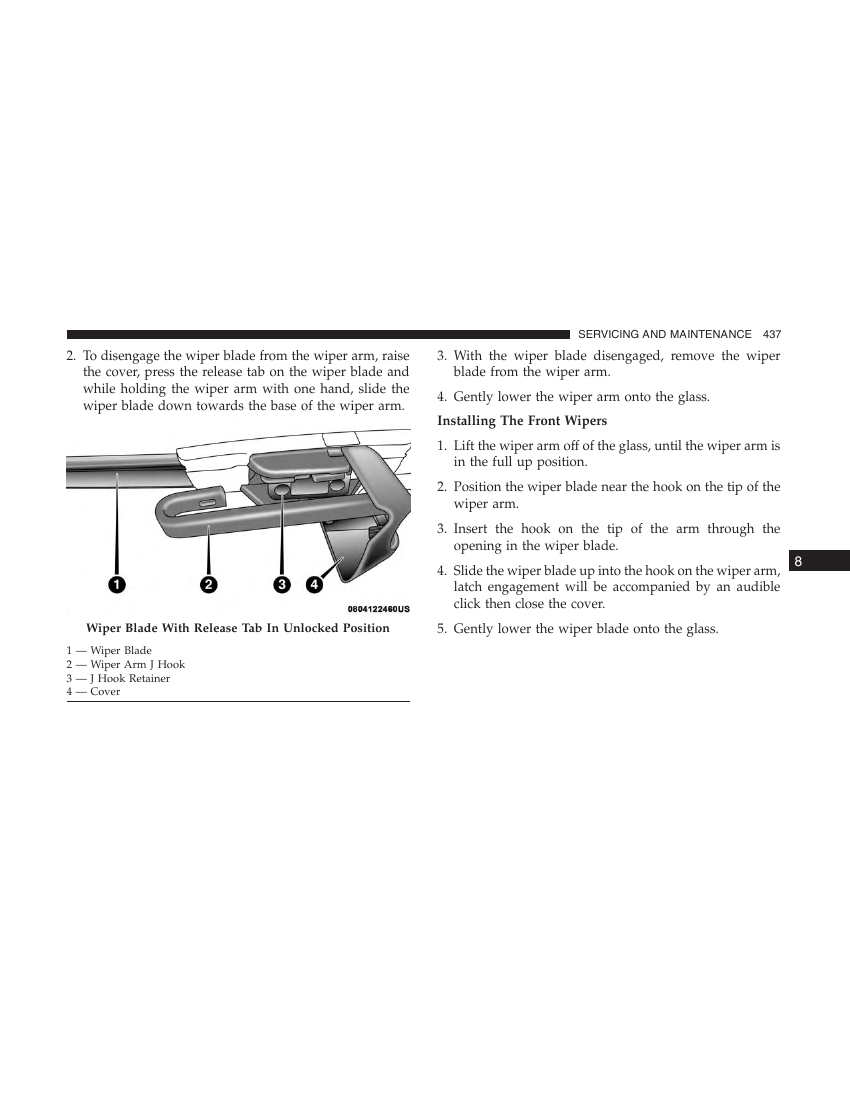 SERVICING AND MAINTENANCE 437
2. To disengage the wiper blade from the wiper arm, raise
the cover, press the release tab on the wiper blade and
while holding the wiper arm with one hand, slide the
wiper blade down towards the base of the wiper arm.
1
2
3
4
0804122460US
Wiper Blade With Release Tab In Unlocked Position
1 — Wiper Blade
2 — Wiper Arm J Hook
3 — J Hook Retainer
4 — Cover
3. With the wiper blade disengaged, remove the wiper
blade from the wiper arm.
4. Gently lower the wiper arm onto the glass.
Installing The Front Wipers
1. Lift the wiper arm off of the glass, until the wiper arm is
in the full up position.
2. Position the wiper blade near the hook on the tip of the
wiper arm.
3. Insert the hook on the tip of the arm through the
opening in the wiper blade.
4. Slide the wiper blade up into the hook on the wiper arm,
latch engagement will be accompanied by an audible
click then close the cover.
5. Gently lower the wiper blade onto the glass.
8